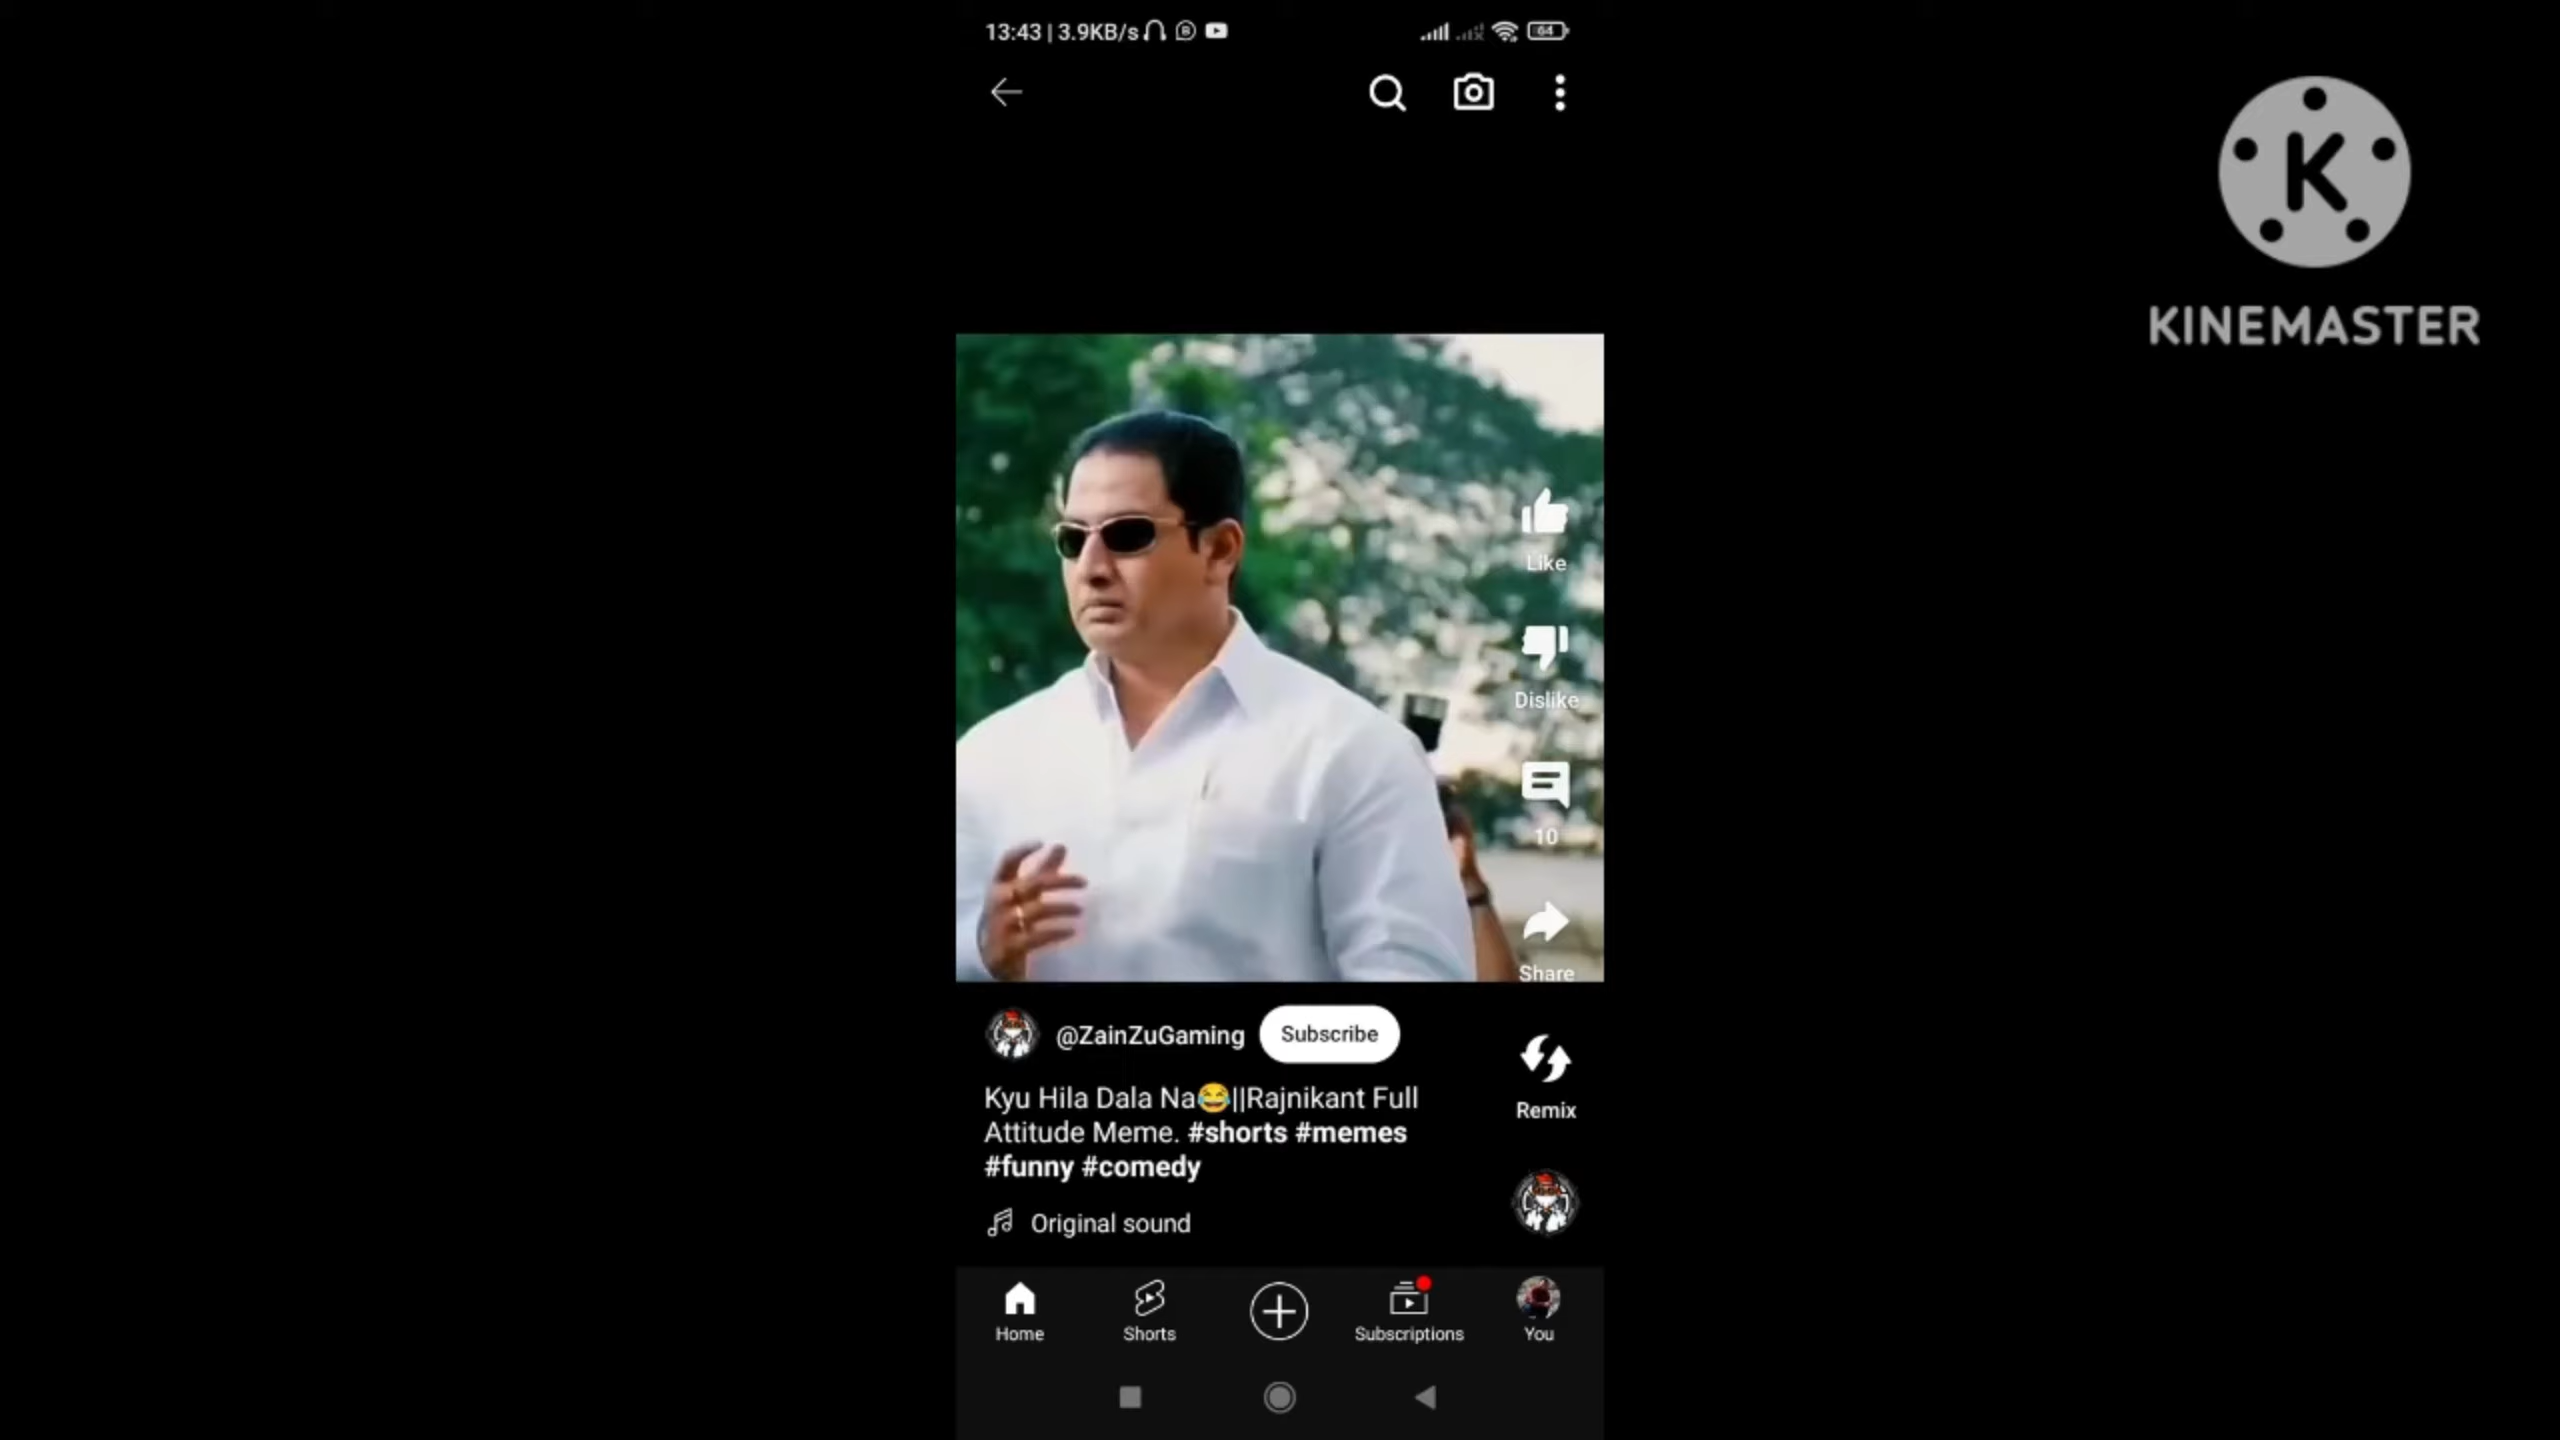 13:43 | 3.9KB/s
64
K
KINEMASTER
Like
Dislike
10
Share
@ZainZuGaming
Subscribe
Kyu Hila Dala Na😂||Rajnikant Full
Attitude Meme. #shorts #memes
#funny #comedy
Remix
Original sound
Home
Shorts
Subscriptions
You